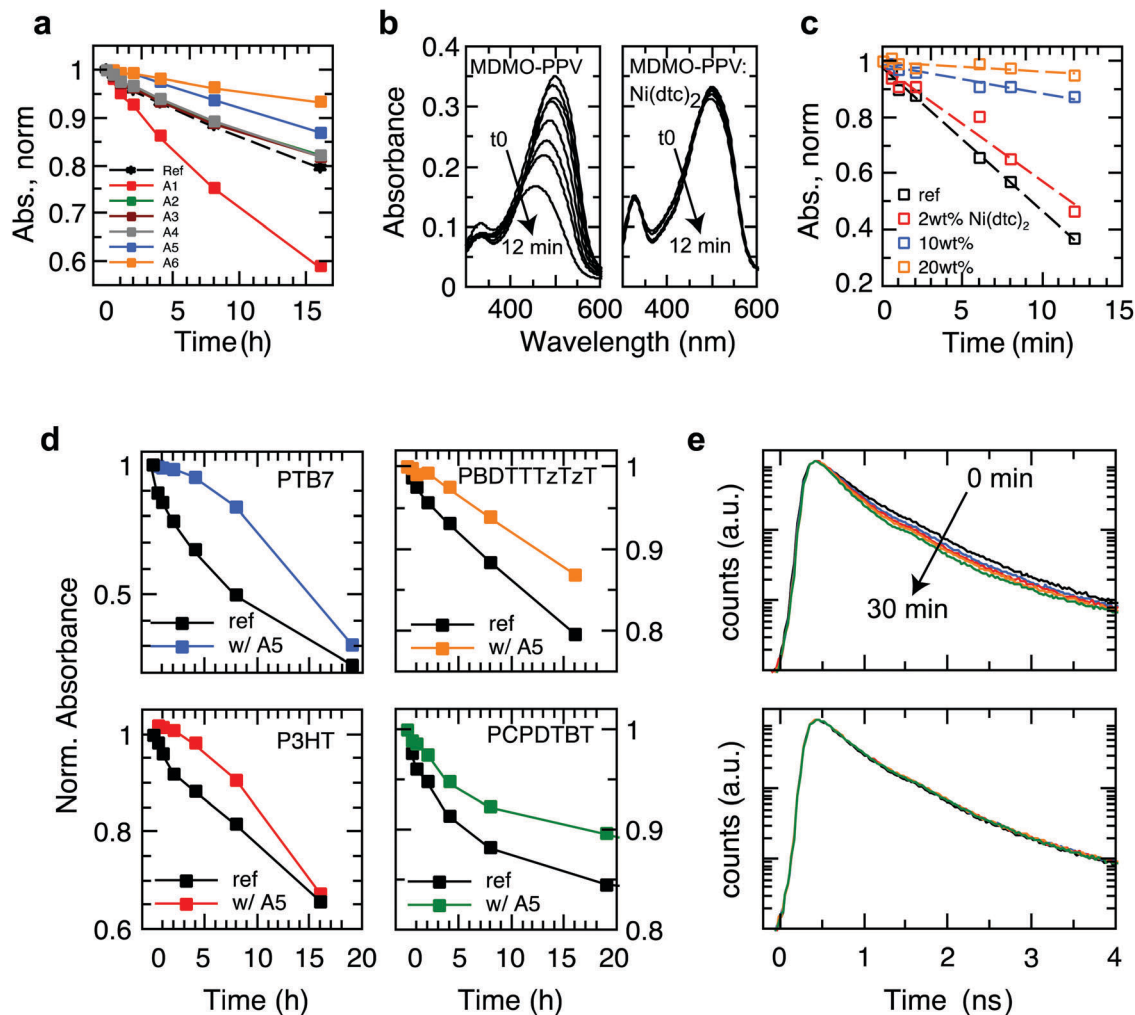 a
Abs., norm
1
0.9
0.8
0.7
0.6
Ref
A1
A2
A3
A4
A5
A6
0
5
10
15
Time (h)
b
Absorbance
0.4
0.3
0.2
0.1
0
MDMO-PPV
t0
12 min
MDMO-PPV:
Ni(dtc)2
t0
12 min
400
600
400
600
Wavelength (nm)
c
Abs., norm
1
0.8
0.6
0.4
0.2
ref
2wt% Ni(dtc)2
10wt%
20wt%
0
5
10
15
Time (min)
d
Norm. Absorbance
1
0.5
PTB7
ref
w/ A5
PBDTTTzTzT
1
0.9
0.8
ref
w/ A5
1
0.8
0.6
P3HT
ref
w/ A5
0
5
10
15
20
Time (h)
PCPDTBT
1
0.9
0.8
ref
w/ A5
0
5
10
15
20
Time (h)
e
counts (a.u.)
0 min
30 min
counts (a.u.)
0
1
2
3
4
Time (ns)